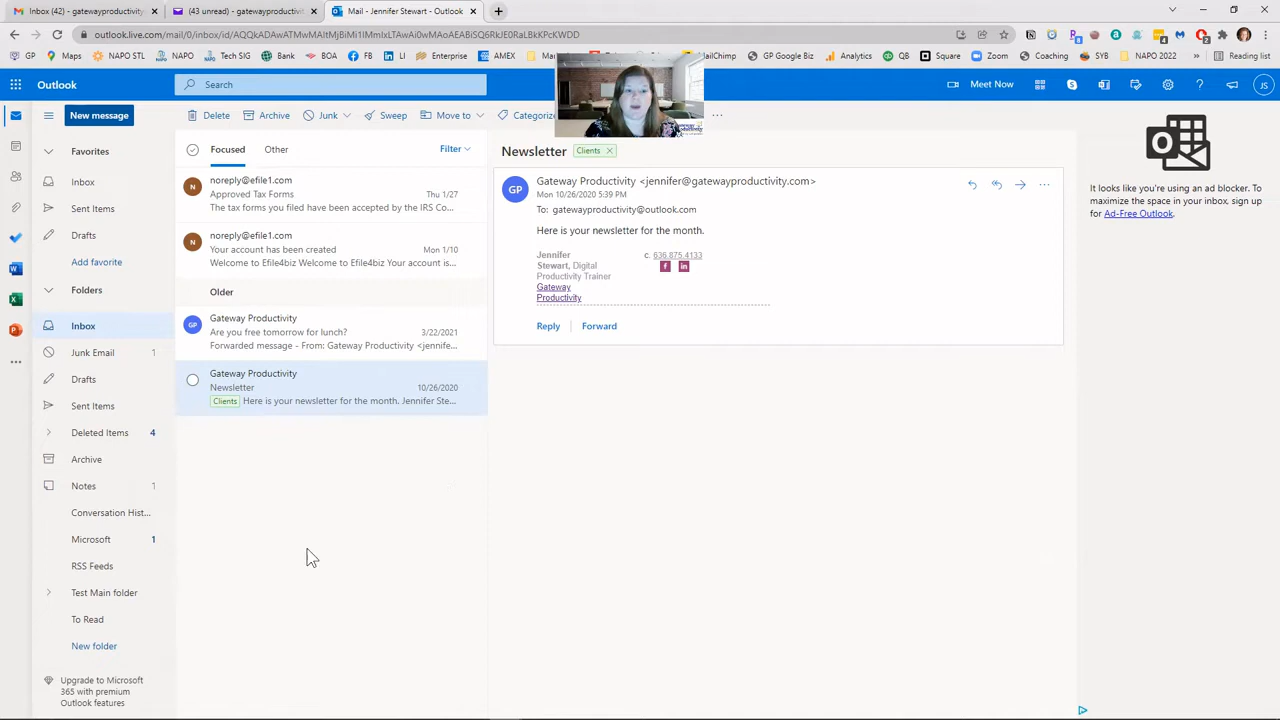 Inbox (42) - gatewayproductivity
(43 unread) - gatewayproductivit
Mail - Jennifer Stewart - Outlook
outlook.live.com/mail/0/inbox/id/
Gmail
Maps
NAPO STL
NAPO
Tech SIG
Bank
BOA
FB
LI
Enterprise
AMEX
MailChimp
GP Google Biz
Analytics
QB
Square
Zoom
Coaching
SYB
NAPO 2022
Reading list
Outlook
Search
Meet Now
JS
New message
Delete
Archive
Junk
Sweep
Move to
Categorize
Favorites
Inbox
Sent Items
Drafts
Add favorite
Folders
Inbox
Junk Email 1
Drafts
Sent Items
Deleted Items 4
Archive
Notes 1
Conversation Hist...
Microsoft 1
RSS Feeds
Test Main folder
To Read
New folder
Upgrade to Microsoft
365 with premium
Outlook features
Focused
Other
Filter
N
noreply@efile1.com
Approved Tax Forms Thu 1/27
The tax forms you filed have been accepted by the IRS Co...
N
noreply@efile1.com
Your account has been created Mon 1/10
Welcome to Efile4biz Welcome to Efile4biz Your account is...
Older
GP
Gateway Productivity
Are you free tomorrow for lunch? 3/22/2021
Forwarded message - From: Gateway Productivity <jennife...
Gateway Productivity
Newsletter 10/26/2020
Clients Here is your newsletter for the month. Jennifer Ste...
Newsletter Clients
GP
Gateway Productivity <jennifer@gatewayproductivity.com>
Mon 10/26/2020 5:39 PM
To: gatewayproductivity@outlook.com
Here is your newsletter for the month.
Jennifer
Stewart, Digital
Productivity Trainer
Gateway
Productivity
c. 636.875.4133
Reply
Forward
It looks like you're using an ad blocker. To
maximize the space in your inbox, sign up
for Ad-Free Outlook.